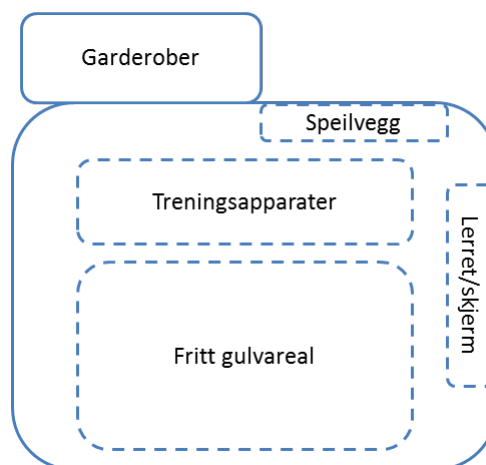 Garderober
Speilvegg
Treningsapparater
Lerret/skjerm
Fritt gulvareal